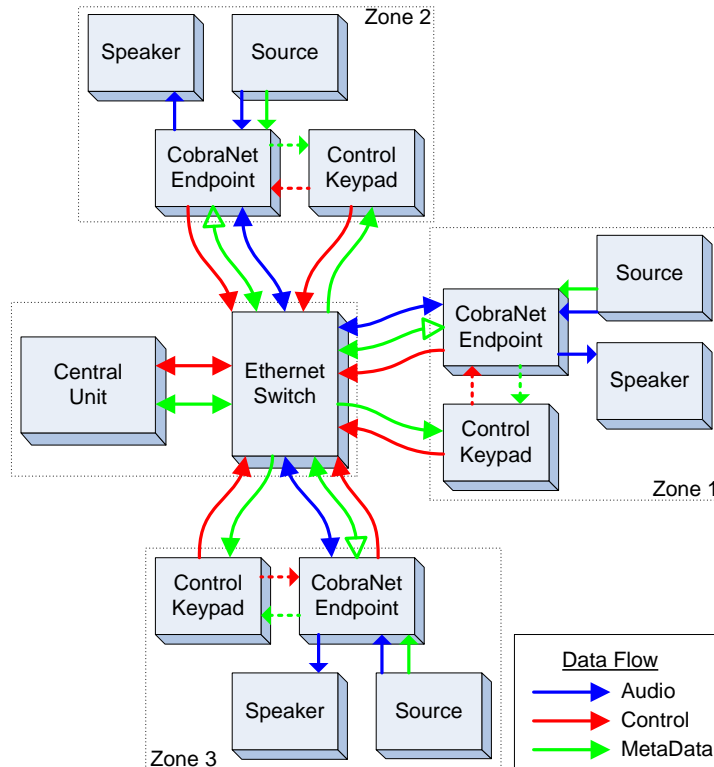 Zone 2
Speaker
Source
CobraNet
Endpoint
Control
Keypad
CobraNet
Endpoint
Source
Speaker
Control
Keypad
Zone 1
Central
Unit
Ethernet
Switch
Control
Keypad
CobraNet
Endpoint
Speaker
Source
Zone 3
Data Flow
Audio
Control
MetaData